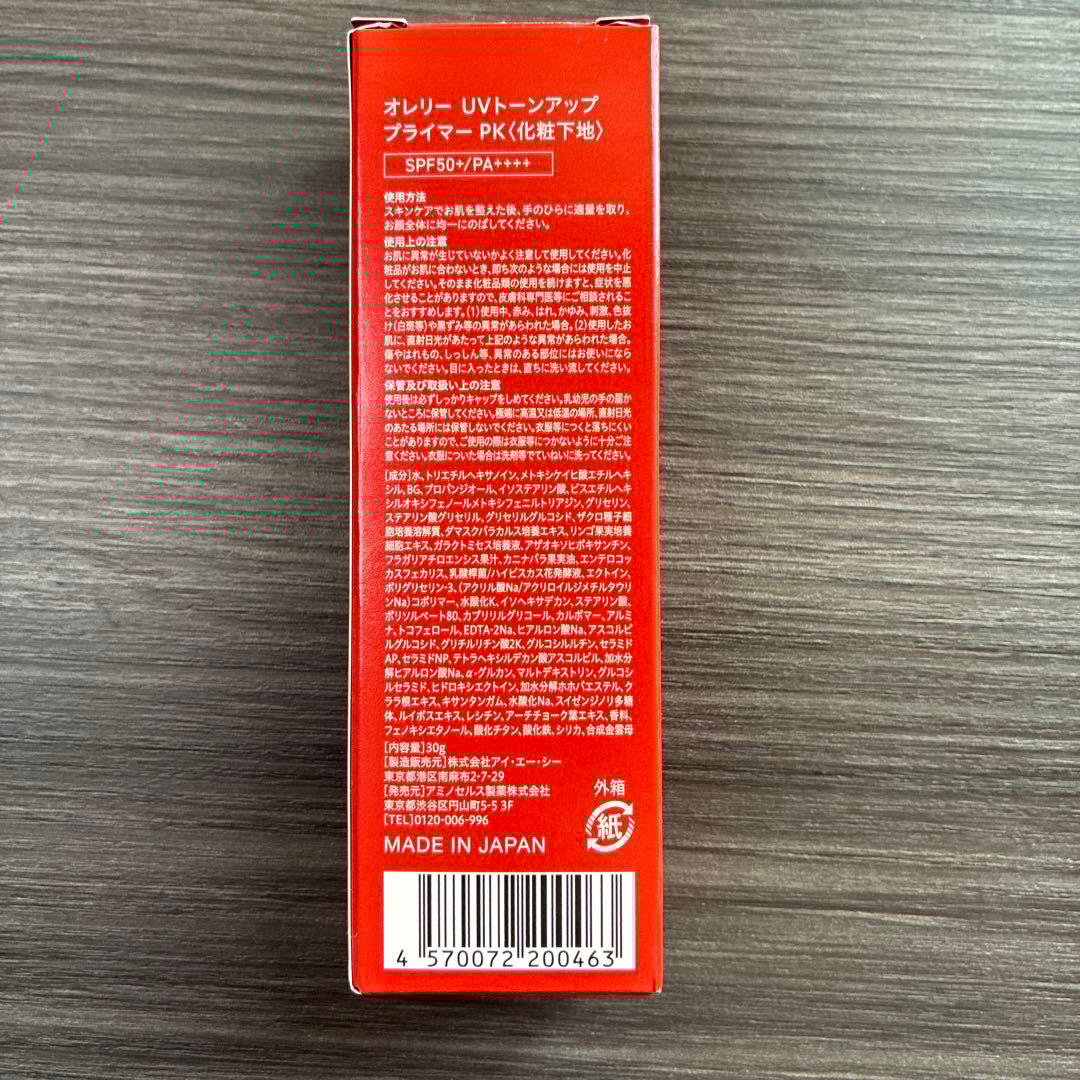 オレリー UVトーンアップ
プライマー PK〈化粧下地〉
SPF50+/PA++++
使用方法
スキンケアでお肌を整えた後、手のひらに適量を取り、
お顔全体に均一にのばしてください。
使用上の注意
お肌に異常が生じていないかよく注意して使用してください。化
粧品がお肌に合わないとき、即ち次のような場合には使用を中止
してください。そのまま化粧品類の使用を続けますと、症状を悪
化させることがありますので、皮膚科専門医等にご相談されるこ
とをおすすめします。(1)使用中、赤み、はれ、かゆみ、刺激、色抜
け(白斑等)や黒ずみ等の異常があらわれた場合。(2)使用したお
肌に、直射日光があたって上記のような異常があらわれた場合。
傷やはれもの、しっしん等、異常のある部位にはお使いにならな
いでください。目に入ったときは、直ちに洗い流してください。
保管及び取扱い上の注意
使用後は必ずしっかりキャップをしめてください。乳幼児の手の届か
ないところに保管してください。極端に高温又は低温の場所、直射日光
のあたる場所には保管しないでください。衣服等につくと落ちにくい
ことがありますので、ご使用の際は衣服等につかないように十分ご注
意ください。衣服についた場合は洗剤等でていねいに洗ってください。
[成分]水、トリエチルヘキサノイン、メトキシケイヒ酸エチルヘキ
シル、BG、プロパンジオール、イソステアリン酸、ビスエチルヘキ
シルオキシフェノールメトキシフェニルトリアジン、グリセリン、
ステアリン酸グリセリル、グリセリルグルコシド、ザクロ種子細
胞培養溶解質、ダマスクバラカルス培養エキス、リンゴ果実培養
細胞エキス、ガラクトミセス培養液、アザオキソヒポキサンチン、
フラガリアチロエンシス果汁、カニナバラ果実油、エンテロコッ
カスフェカリス、乳酸桿菌/ハイビスカス花発酵液、エクトイン、
ポリグリセリン-3、(アクリル酸Na/アクリロイルジメチルタウリ
ンNa)コポリマー、水酸化K、イソヘキサデカン、ステアリン酸、
ポリソルベート80、カプリリルグリコール、カルボマー、アルミ
ナ、トコフェロール、EDTA-2Na、ヒアルロン酸Na、アスコルビ
ルグルコシド、グリチルリチン酸2K、グルコシルルチン、セラミド
AP、セラミドNP、テトラヘキシルデカン酸アスコルビル、加水分
解ヒアルロン酸Na、α-グルカン、マルトデキストリン、グルコシ
ルセラミド、ヒドロキシエクトイン、加水分解ホホバエステル、ク
ララ根エキス、キサンタンガム、水酸化Na、スイゼンジノリ多糖
体、ルイボスエキス、レシチン、アーチチョーク葉エキス、香料、
フェノキシエタノール、酸化チタン、酸化鉄、シリカ、合成金雲母
[内容量]30g
[製造販売元]株式会社アイ・エー・シー
東京都港区南麻布2-7-29
[発売元]アミノセルス製薬株式会社
東京都渋谷区円山町5-5 3F
[TEL]0120-006-996
外箱
紙
MADE IN JAPAN
4 570072 200463